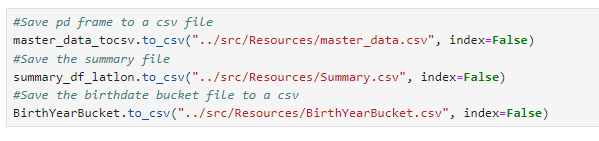 #Save pd frame to a csv file
master_data_tocsv.to_csv("../src/Resources/master_data.csv", index=False)
#Save the summary file
summary_df_latlon.to_csv("../src/Resources/Summary.csv", index=False)
#Save the birthdate bucket file to a csv
BirthYearBucket.to_csv("../src/Resources/BirthYearBucket.csv", index=False)